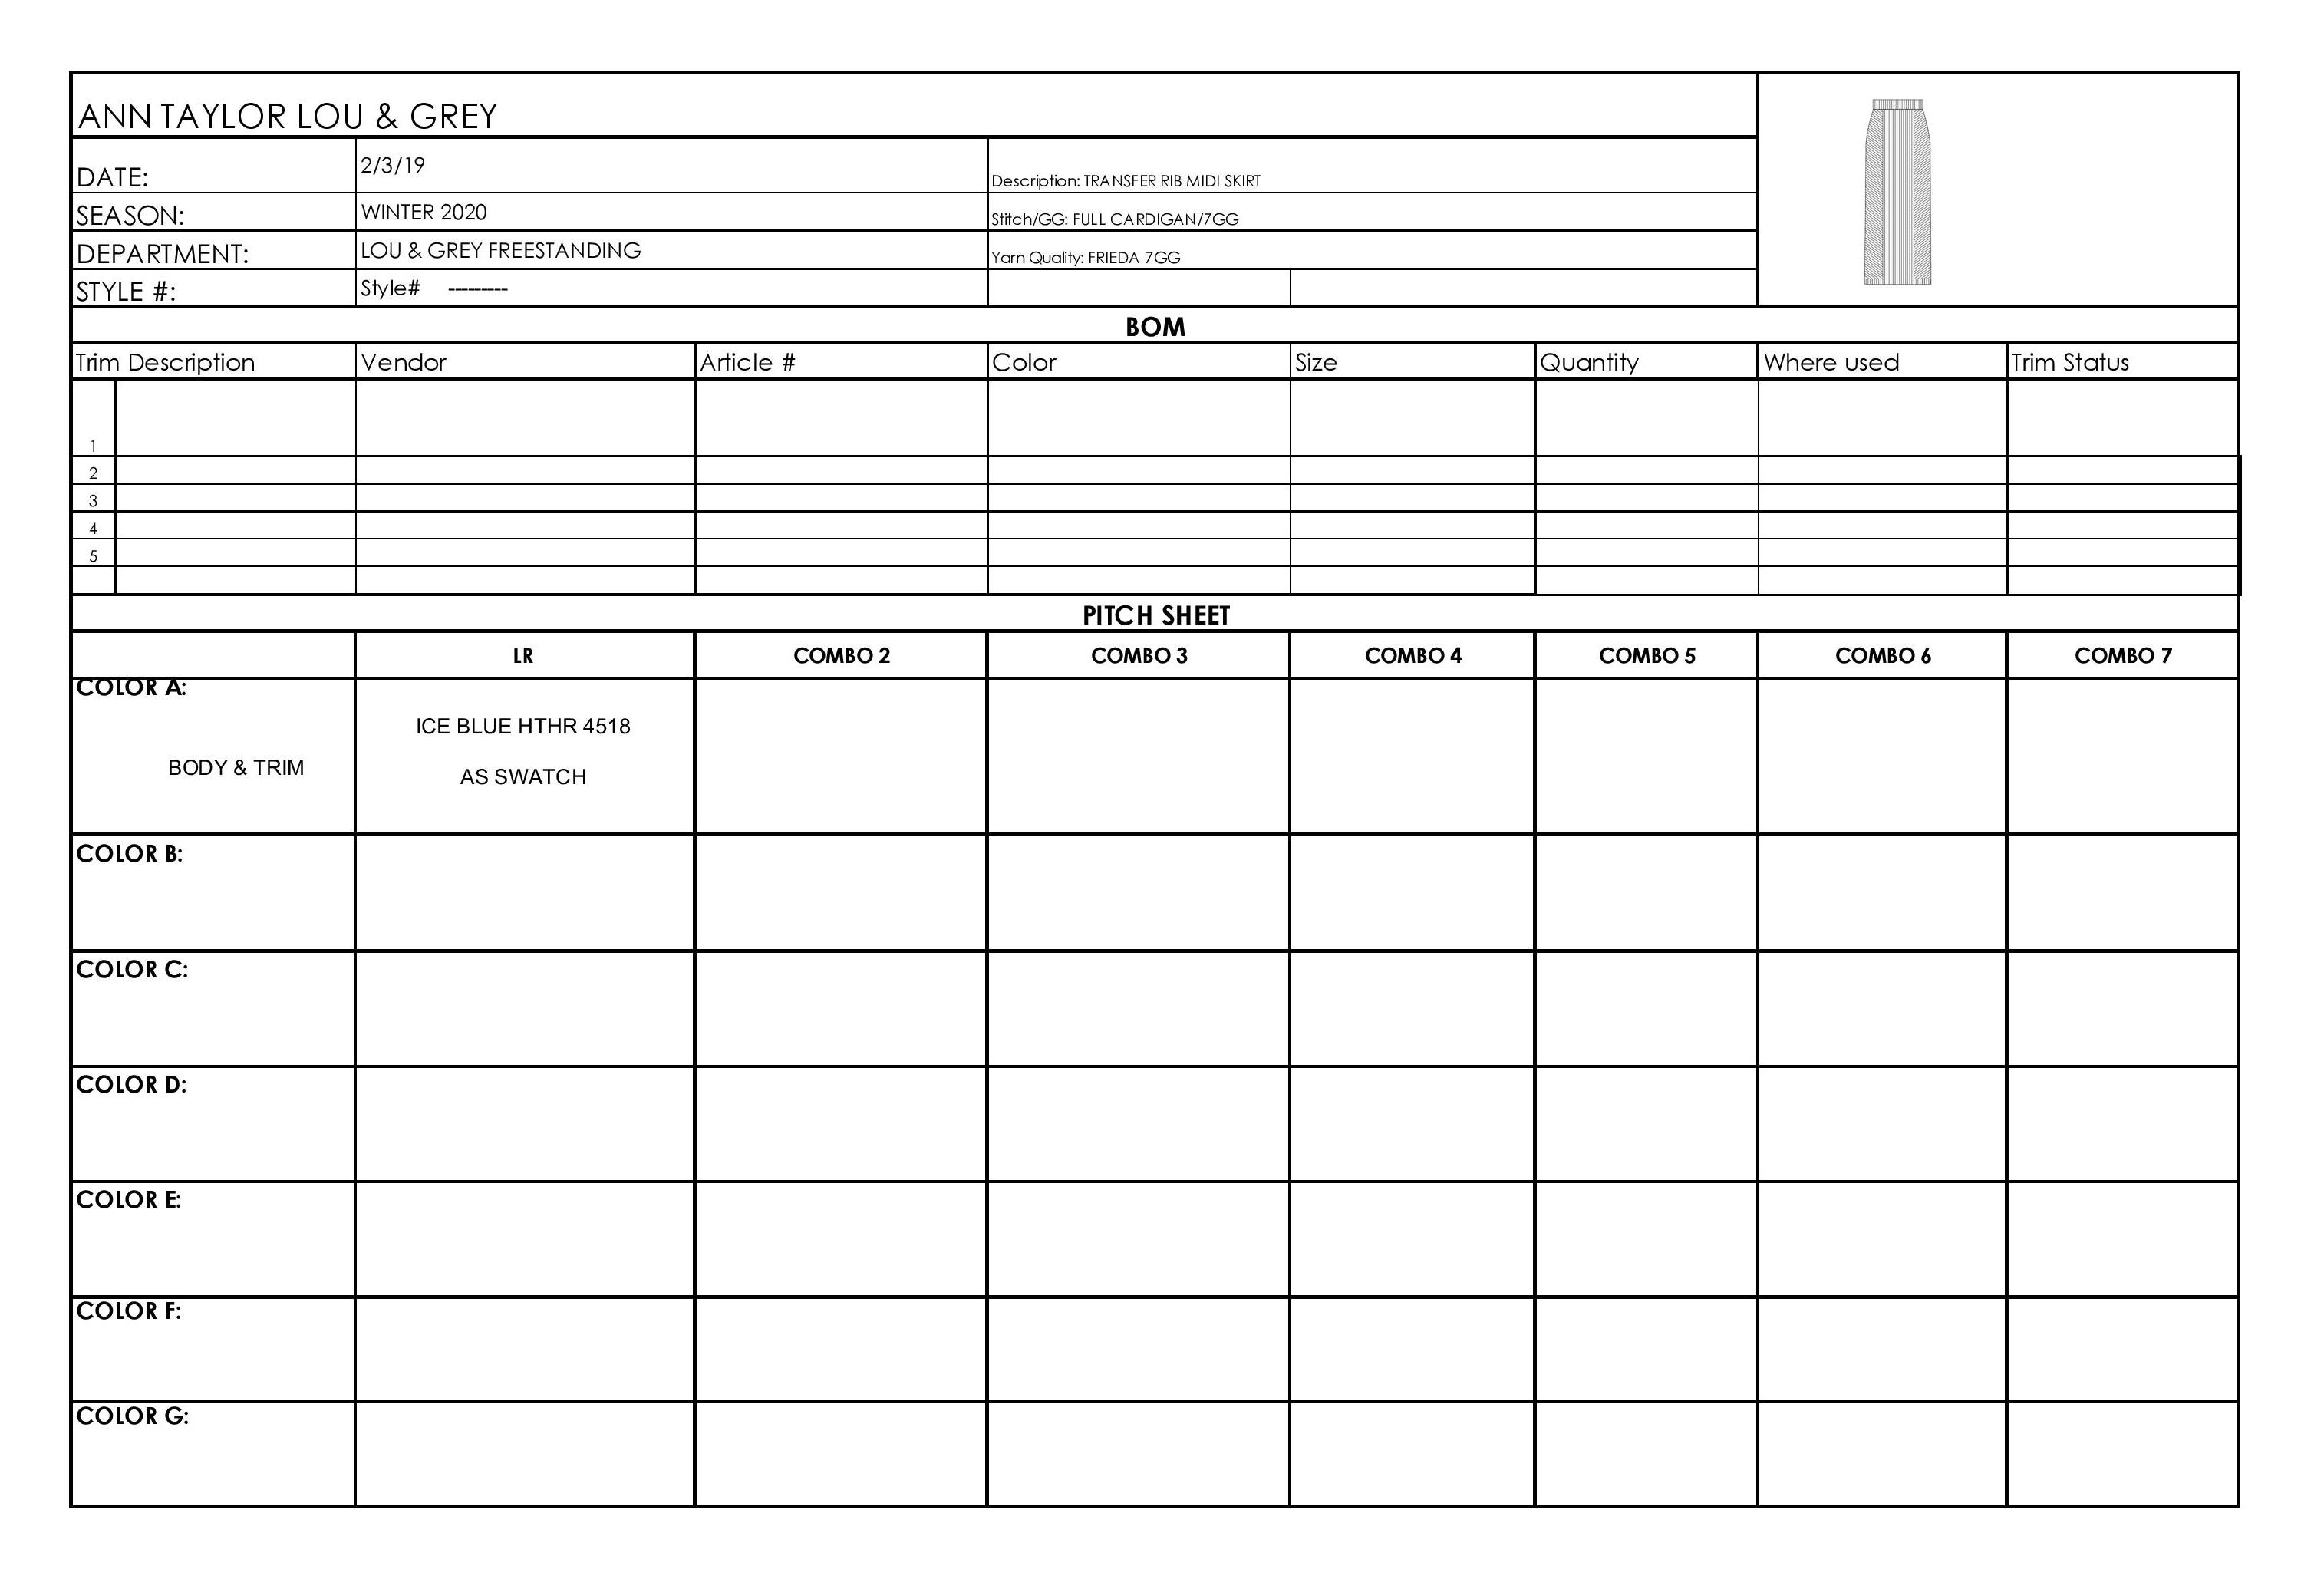 ANN TAYLOR LOU & GREY
DATE: 2/3/19 Description: TRANSFER RIB MIDI SKIRT
SEASON: WINTER 2020 Stitch/GG: FULL CARDIGAN/7GG
DEPARTMENT: LOU & GREY FREESTANDING Yarn Quality: FRIEDA 7GG
STYLE #: Style# ---------
BOM
Trim Description Vendor Article # Color Size Quantity Where used Trim Status
1
2
3
4
5
PITCH SHEET
LR COMBO 2 COMBO 3 COMBO 4 COMBO 5 COMBO 6 COMBO 7
COLOR A:
ICE BLUE HTHR 4518
BODY & TRIM
AS SWATCH
COLOR B:
COLOR C:
COLOR D:
COLOR E:
COLOR F:
COLOR G: